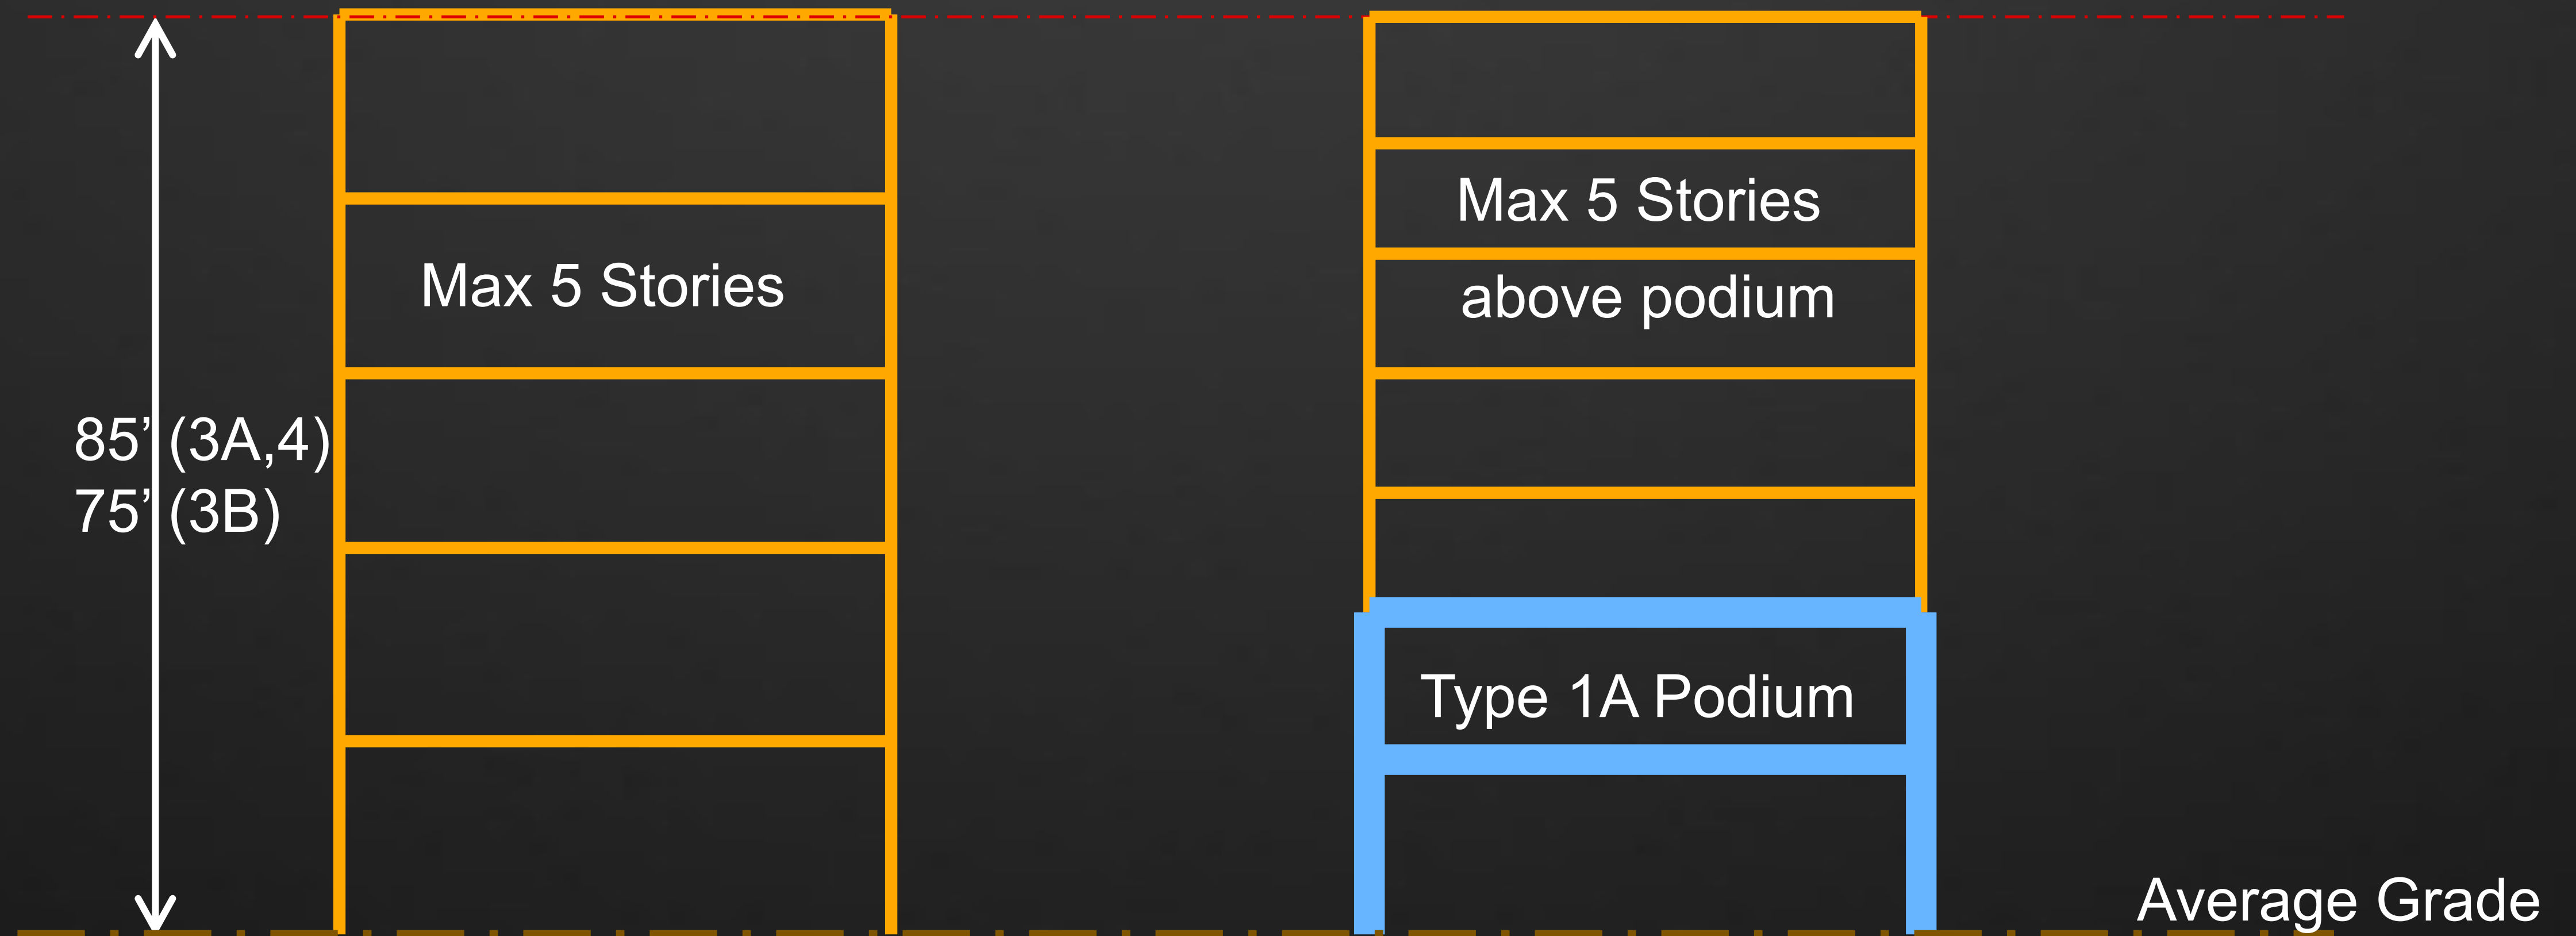 85’ (3A,4)
75’ (3B)
Max 5 Stories
Max 5 Stories
above podium
Type 1A Podium
Average Grade